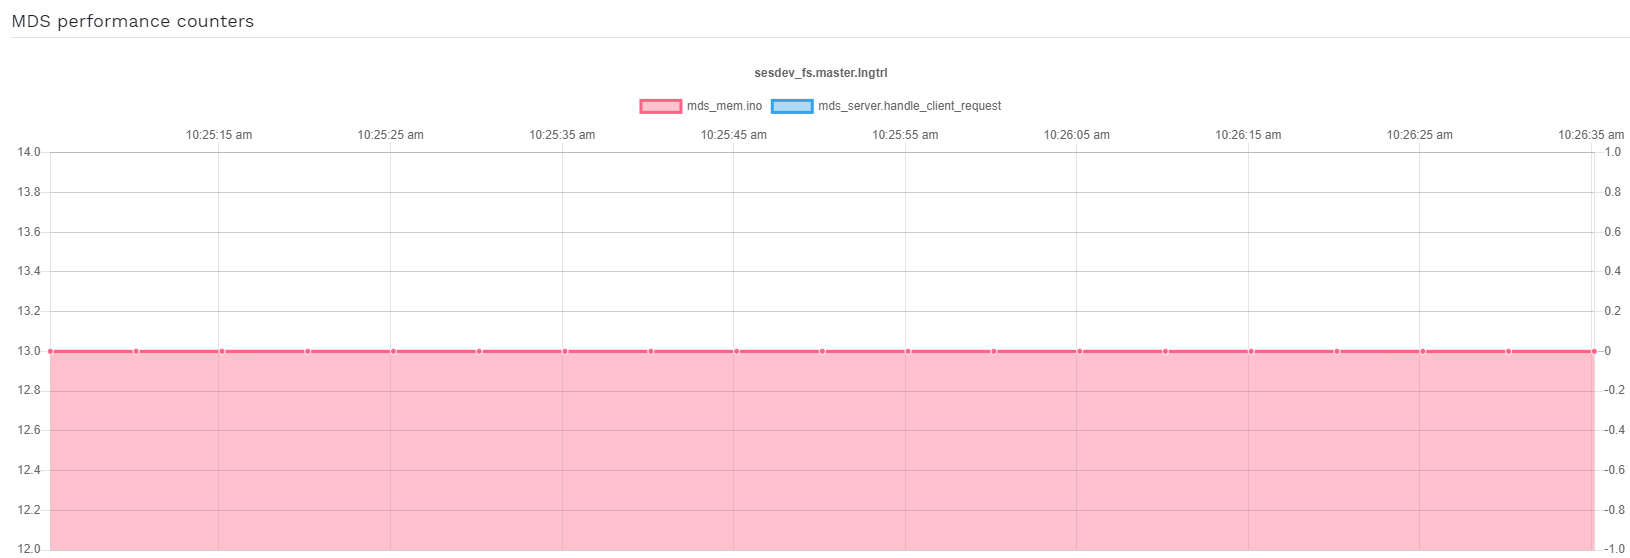 MDS performance counters
sesdev_fs.master.lngtrl
mds_mem.ino mds_server.handle_client_request
10:25:15 am 10:25:25 am 10:25:35 am 10:25:45 am 10:25:55 am 10:26:05 am 10:26:15 am 10:26:25 am 10:26:35 am
14.0 1.0
13.8 0.8
13.6 0.6
13.4 0.4
13.2 0.2
13.0 0
12.8 -0.2
12.6 -0.4
12.4 -0.6
12.2 -0.8
12.0 -1.0